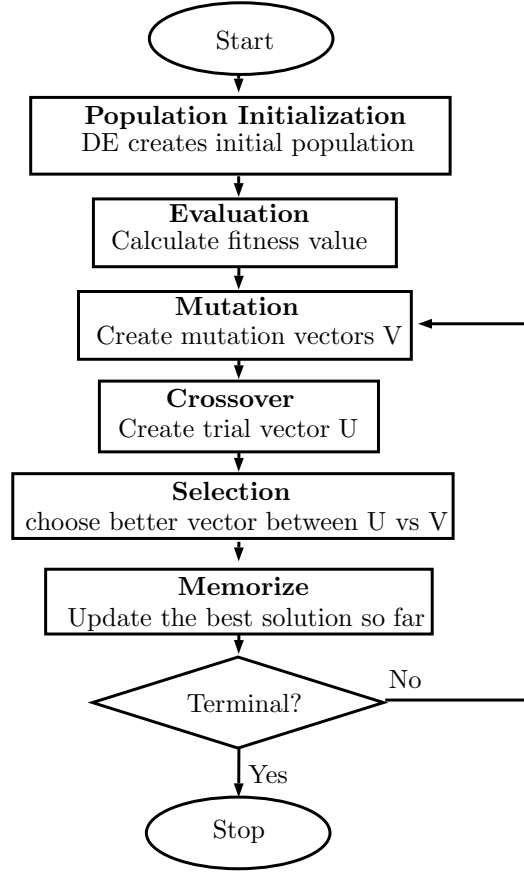 Start
Population Initialization
DE creates initial population
Evaluation
Calculate fitness value
Mutation
Create mutation vectors V
Crossover
Create trial vector U
Selection
choose better vector between U vs V
Memorize
Update the best solution so far
No
Terminal?
Yes
Stop